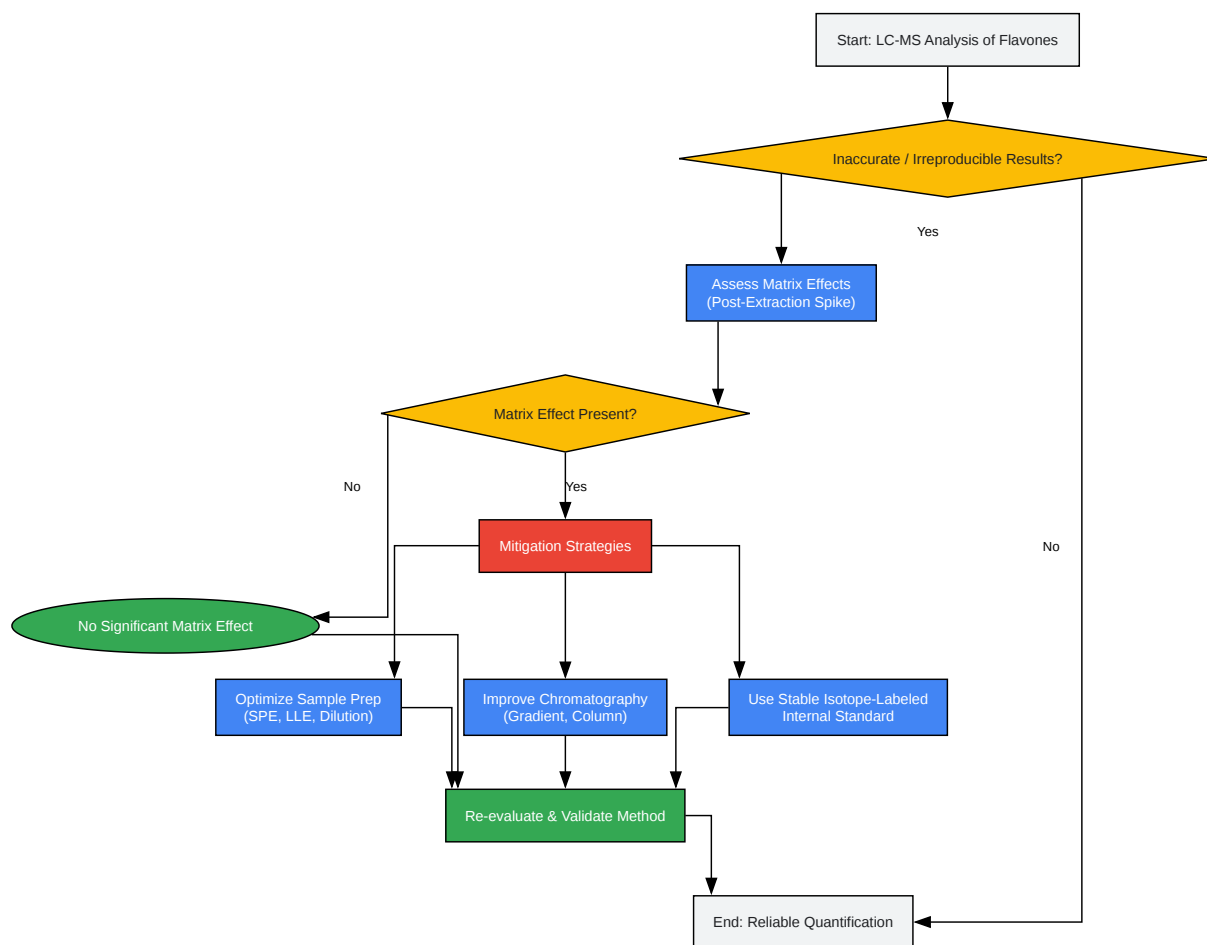 Start: LC-MS Analysis of Flavones
Inaccurate / Irreproducible Results?
Yes
Assess Matrix Effects
(Post-Extraction Spike)
Matrix Effect Present?
No
Yes
Mitigation Strategies
No
No Significant Matrix Effect
Optimize Sample Prep
(SPE, LLE, Dilution)
Improve Chromatography
(Gradient, Column)
Use Stable Isotope-Labeled
Internal Standard
Re-evaluate & Validate Method
End: Reliable Quantification